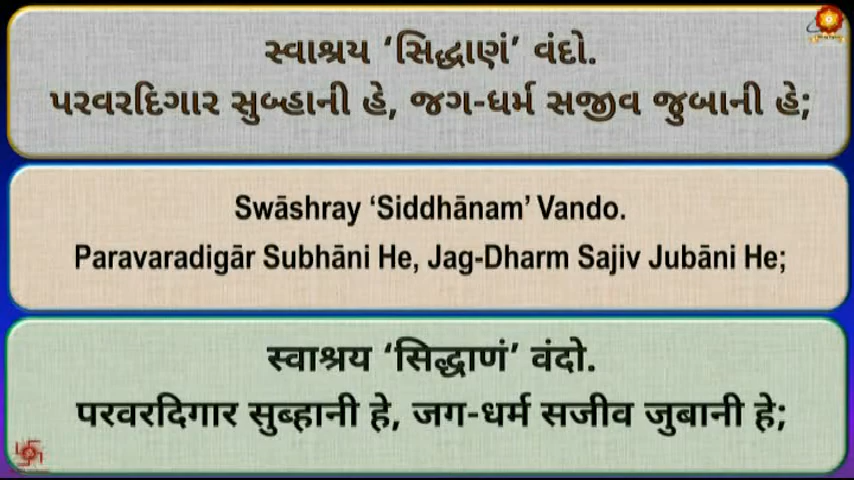 સ્વાશ્રય ‘સિદ્ધાણં’ વંદો.
પરવરદિગાર સુબ્હાની હે, જગ-ધર્મ સજીવ જુબાની હે;
Swāshray ‘Siddhānam’ Vando.
Paravaradigār Subhāni He, Jag-Dharm Sajiv Jubāni He;
स्वाश्रय ‘सिद्धाणं’ वंदो.
परवरदिगार सुब्हानी हे, जग-धर्म सजीव जुबानी हे;